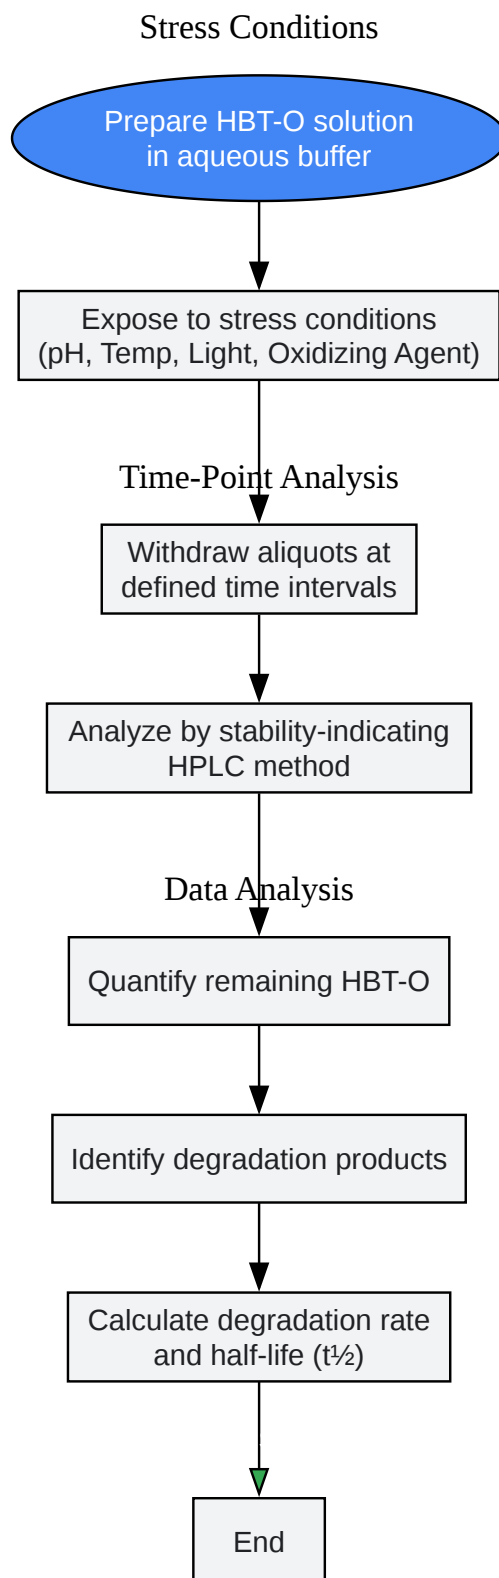 Stress Conditions
Prepare HBT-O solution
in aqueous buffer
Expose to stress conditions
(pH, Temp, Light, Oxidizing Agent)
Time-Point Analysis
Withdraw aliquots at
defined time intervals
Analyze by stability-indicating
HPLC method
Data Analysis
Quantify remaining HBT-O
Identify degradation products
Calculate degradation rate
and half-life (t½)
End